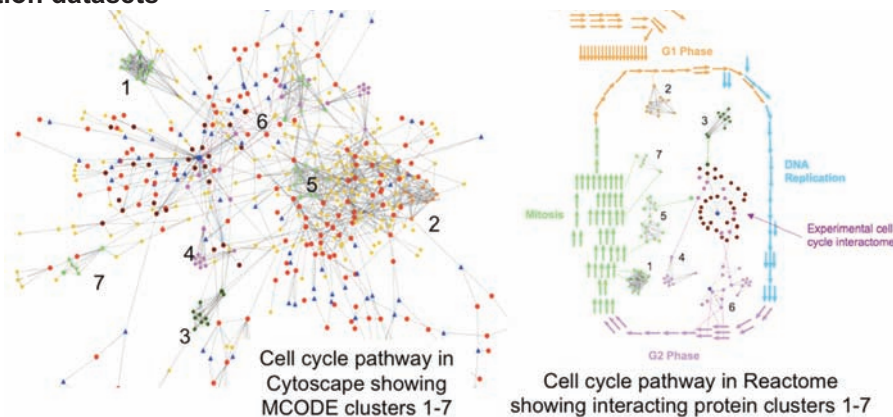 datasets
1
6
5
2
4
7
3
Cell cycle pathway in
Cytoscape showing
MCODE clusters 1-7
G1 Phase
2
3
7
DNA
Replication
Mitosis
5
Experimental cell
cycle interactome
1
4
6
G2 Phase
Cell cycle pathway in Reactome
showing interacting protein clusters 1-7